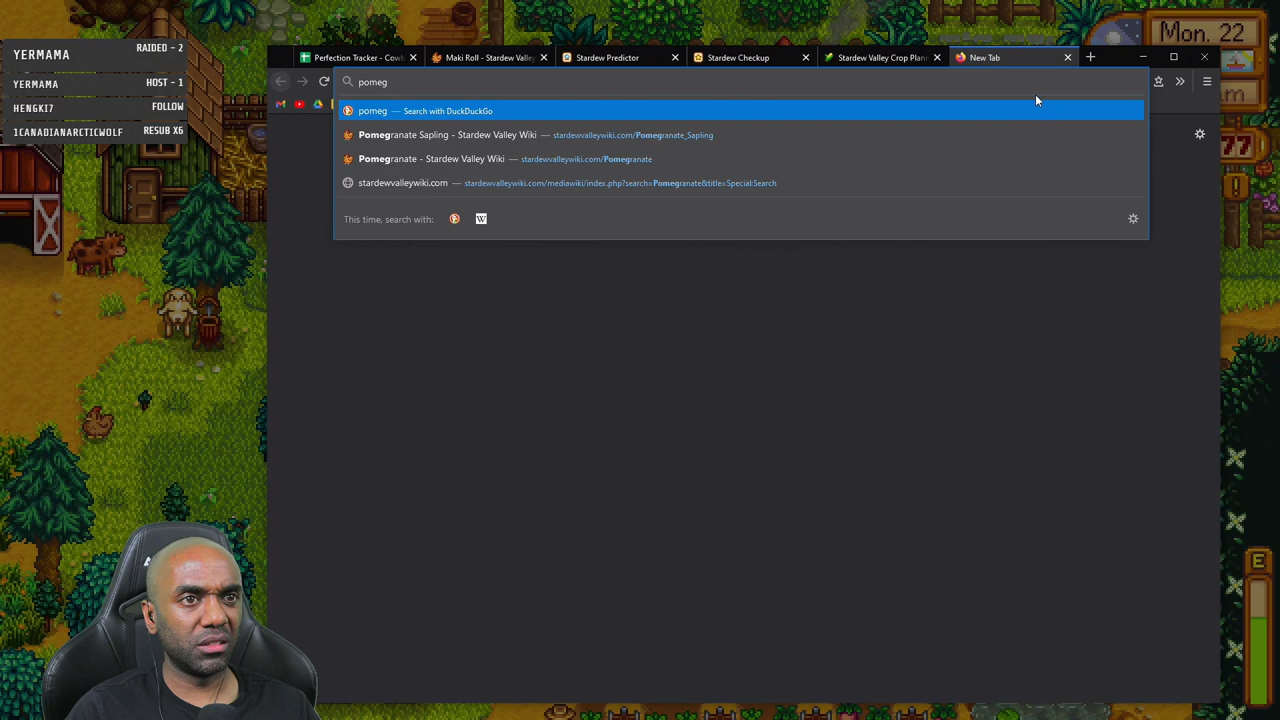 YERMAMA RAIDED - 2
YERMAMA HOST - 1
HENGKI7 FOLLOW
1CANADIANARCTICWOLF RESUB X6
Mon. 22
Perfection Tracker - Cowb
Maki Roll - Stardew Valley
Stardew Predictor
Stardew Checkup
Stardew Valley Crop Plan
New Tab
pomeg
pomeg — Search with DuckDuckGo
Pomegranate Sapling - Stardew Valley Wiki — stardewvalleywiki.com/Pomegranate_Sapling
Pomegranate - Stardew Valley Wiki — stardewvalleywiki.com/Pomegranate
stardewvalleywiki.com — stardewvalleywiki.com/mediawiki/index.php?search=Pomegranate&title=Special:Search
This time, search with:
W
77
E